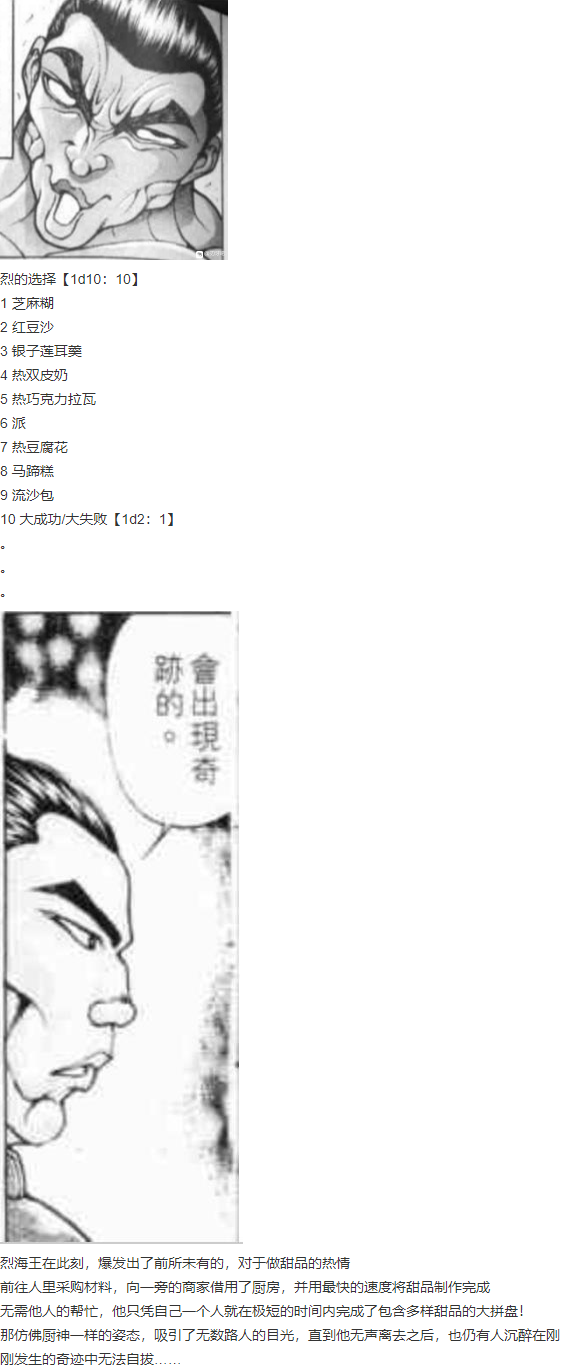 烈的选择【1d10：10】
1 芝麻糊
2 红豆沙
3 银子莲耳羹
4 热双皮奶
5 热巧克力拉瓦
6 派
7 热豆腐花
8 马蹄糕
9 流沙包
10 大成功/大失败【1d2：1】
。
。
。
會出現奇
跡的。
烈海王在此刻，爆发出了前所未有的，对于做甜品的热情
前往人里采购材料，向一旁的商家借用了厨房，并用最快的速度将甜品制作完成
无需他人的帮忙，他只凭自己一个人就在极短的时间内完成了包含多样甜品的大拼盘！
那仿佛厨神一样的姿态，吸引了无数路人的目光，直到他无声离去之后，也仍有人沉醉在刚
刚发生的奇迹中无法自拔……